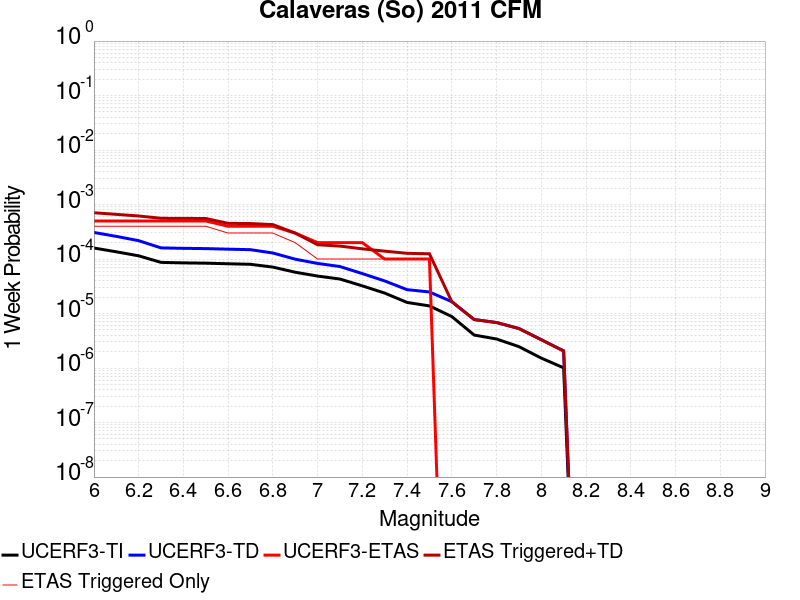 Calaveras (So) 2011 CFM
10 0
10 -1
10 -2
10 -3
10 -4
10 -5
10 -6
10 -7
10 -8
1 Week Probability
6 6.2 6.4 6.6 6.8 7 7.2 7.4 7.6 7.8 8 8.2 8.4 8.6 8.8 9
Magnitude
UCERF3-TI UCERF3-TD UCERF3-ETAS ETAS Triggered+TD
ETAS Triggered Only